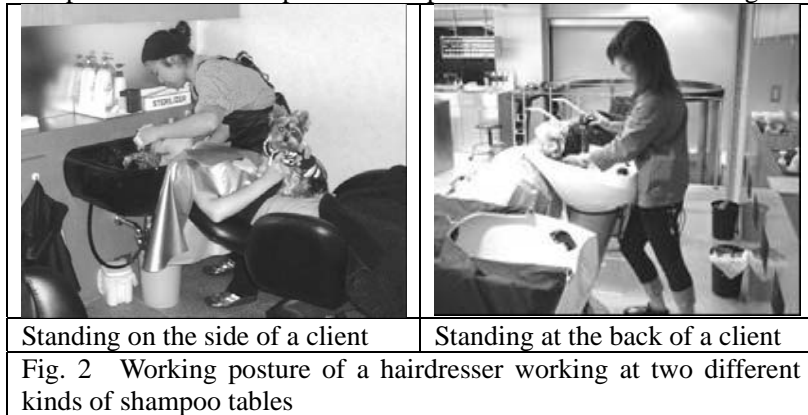 STERILIZER
Standing on the side of a client
Standing at the back of a client
Fig. 2 Working posture of a hairdresser working at two different
kinds of shampoo tables